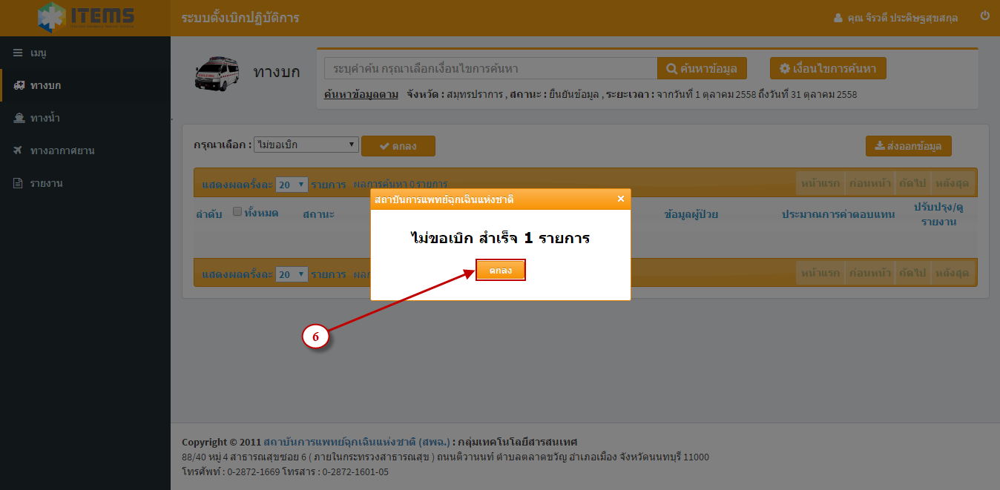 ITEMS
ระบบตั้งเบิกปฏิบัติการ
คุณ จิรวดี ประดิษฐสุขสกุล
เมนู
ทางบก
ทางน้ำ
ทางอากาศยาน
รายงาน
ทางบก
ระบุคำค้น กรุณาเลือกเงื่อนไขการค้นหา
ค้นหาข้อมูล
เงื่อนไขการค้นหา
ค้นหาข้อมูลตาม จังหวัด : สมุทรปราการ , สถานะ : ยืนยันข้อมูล , ระยะเวลา : จากวันที่ 1 ตุลาคม 2558 ถึงวันที่ 31 ตุลาคม 2558
กรุณาเลือก : ไม่ขอเบิก
ตกลง
ส่งออกข้อมูล
แสดงผลครั้งละ 20 รายการ ผลการค้นหา 0 รายการ
หน้าแรก ก่อนหน้า ถัดไป หลังสุด
ลำดับ ทั้งหมด สถานะ ข้อมูลผู้ป่วย ประมาณการค่าตอบแทน ปรับปรุง/ดู
รายงาน
สถาบันการแพทย์ฉุกเฉินแห่งชาติ ×
ไม่ขอเบิก สำเร็จ 1 รายการ
ตกลง
แสดงผลครั้งละ 20 รายการ
หน้าแรก ก่อนหน้า ถัดไป หลังสุด
6
Copyright © 2011 สถาบันการแพทย์ฉุกเฉินแห่งชาติ (สพฉ.) : กลุ่มเทคโนโลยีสารสนเทศ
88/40 หมู่ 4 สาธารณสุขซอย 6 ( ภายในกระทรวงสาธารณสุข ) ถนนติวานนท์ ตำบลตลาดขวัญ อำเภอเมือง จังหวัดนนทบุรี 11000
โทรศัพท์ : 0-2872-1669 โทรสาร : 0-2872-1601-05